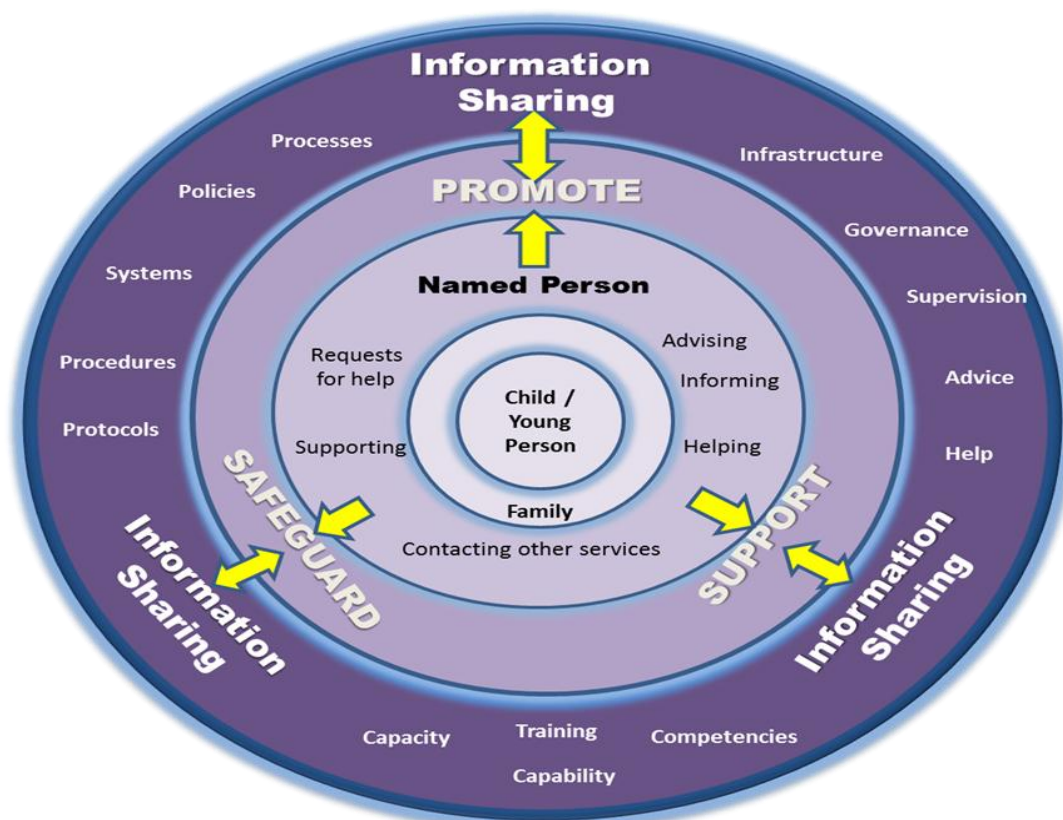 Information
Sharing
Processes
Infrastructure
Policies
PROMOTE
Governance
Systems
Named Person
Supervision
Requests
for help
Advising
Informing
Procedures
Advice
Child /
Young
Person
Protocols
Supporting
Helping
Help
Family
SAFEGUARD
SUPPORT
Contacting other services
Information
Sharing
Information
Sharing
Capacity
Training
Competencies
Capability